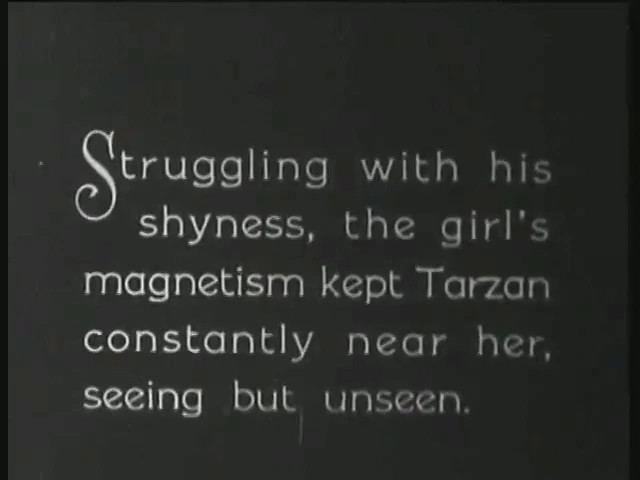 Struggling with his
shyness, the girl's
magnetism kept Tarzan
constantly near her,
seeing but unseen.